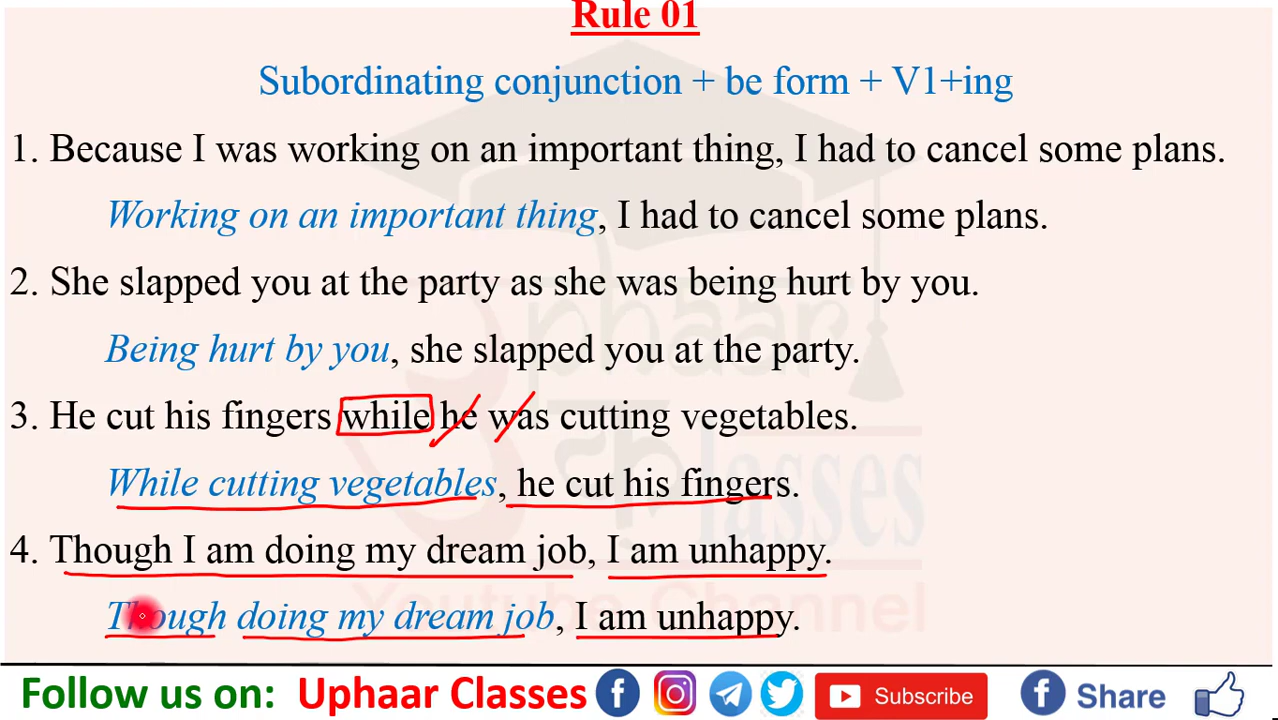 Rule 01
Subordinating conjunction + be form + V1+ing
1. Because I was working on an important thing, I had to cancel some plans.
Working on an important thing, I had to cancel some plans.
2. She slapped you at the party as she was being hurt by you.
Being hurt by you, she slapped you at the party.
3. He cut his fingers while he was cutting vegetables.
While cutting vegetables, he cut his fingers.
4. Though I am doing my dream job, I am unhappy.
Though doing my dream job, I am unhappy.
phaar
lasses
Youtube Channel
Follow us on: Uphaar Classes Subscribe Share